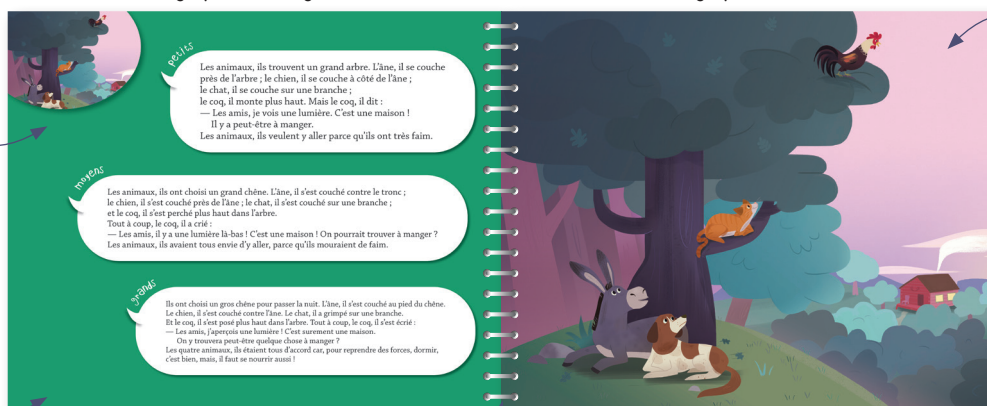 petits
Les animaux, ils trouvent un grand arbre. L'âne, il se couche
près de l'arbre ; le chien, il se couche à côté de l'âne ;
le chat, il se couche sur une branche ;
le coq, il monte plus haut. Mais le coq, il dit :
— Les amis, je vois une lumière. C'est une maison !
Il y a peut-être à manger.
Les animaux, ils veulent y aller parce qu'ils ont très faim.
moyens
Les animaux, ils ont choisi un grand chêne. L'âne, il s'est couché contre le tronc ;
le chien, il s'est couché près de l'âne ; le chat, il s'est couché sur une branche ;
et le coq, il s'est perché plus haut dans l'arbre.
Tout à coup, le coq, il a crié :
— Les amis, il y a une lumière là-bas ! C'est une maison ! On pourrait trouver à manger ?
Les animaux, ils avaient tous envie d'y aller, parce qu'ils mouraient de faim.
grands
Ils ont choisi un gros chêne pour passer la nuit. L'âne, il s'est couché au pied du chêne.
Le chien, il s'est couché contre l'âne. Le chat, il a grimpé sur une branche.
Et le coq, il s'est posé plus haut dans l'arbre. Tout à coup, le coq, il s'est écrié :
— Les amis, j'aperçois une lumière ! C'est surement une maison.
On y trouvera peut-être quelque chose à manger ?
Les quatre animaux, ils étaient tous d'accord car, pour reprendre des forces, dormir,
c'est bien, mais, il faut se nourrir aussi !